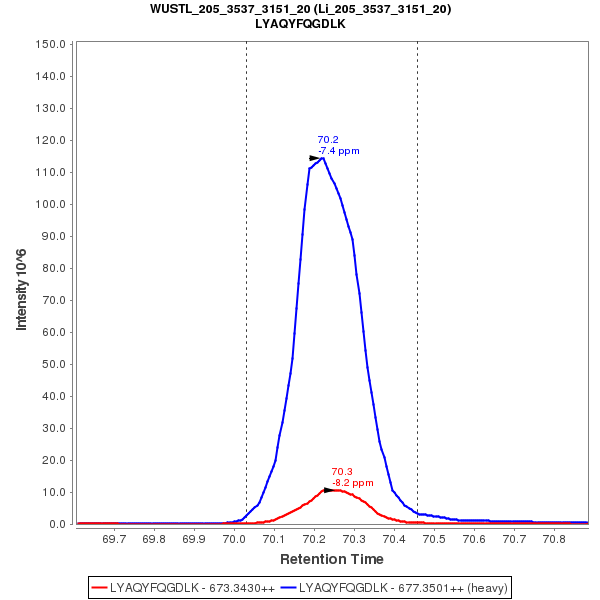 WUSTL_205_3537_3151_20 (Li_205_3537_3151_20)
LYAQYFQGDLK
150.0
140.0
130.0
120.0
110.0
100.0
90.0
80.0
70.0
60.0
50.0
40.0
30.0
20.0
10.0
0.0
Intensity 10^6
70.2
-7.4 ppm
70.3
-8.2 ppm
69.7 69.8 69.9 70.0 70.1 70.2 70.3 70.4 70.5 70.6 70.7 70.8
Retention Time
LYAQYFQGDLK - 673.3430++ LYAQYFQGDLK - 677.3501++ (heavy)